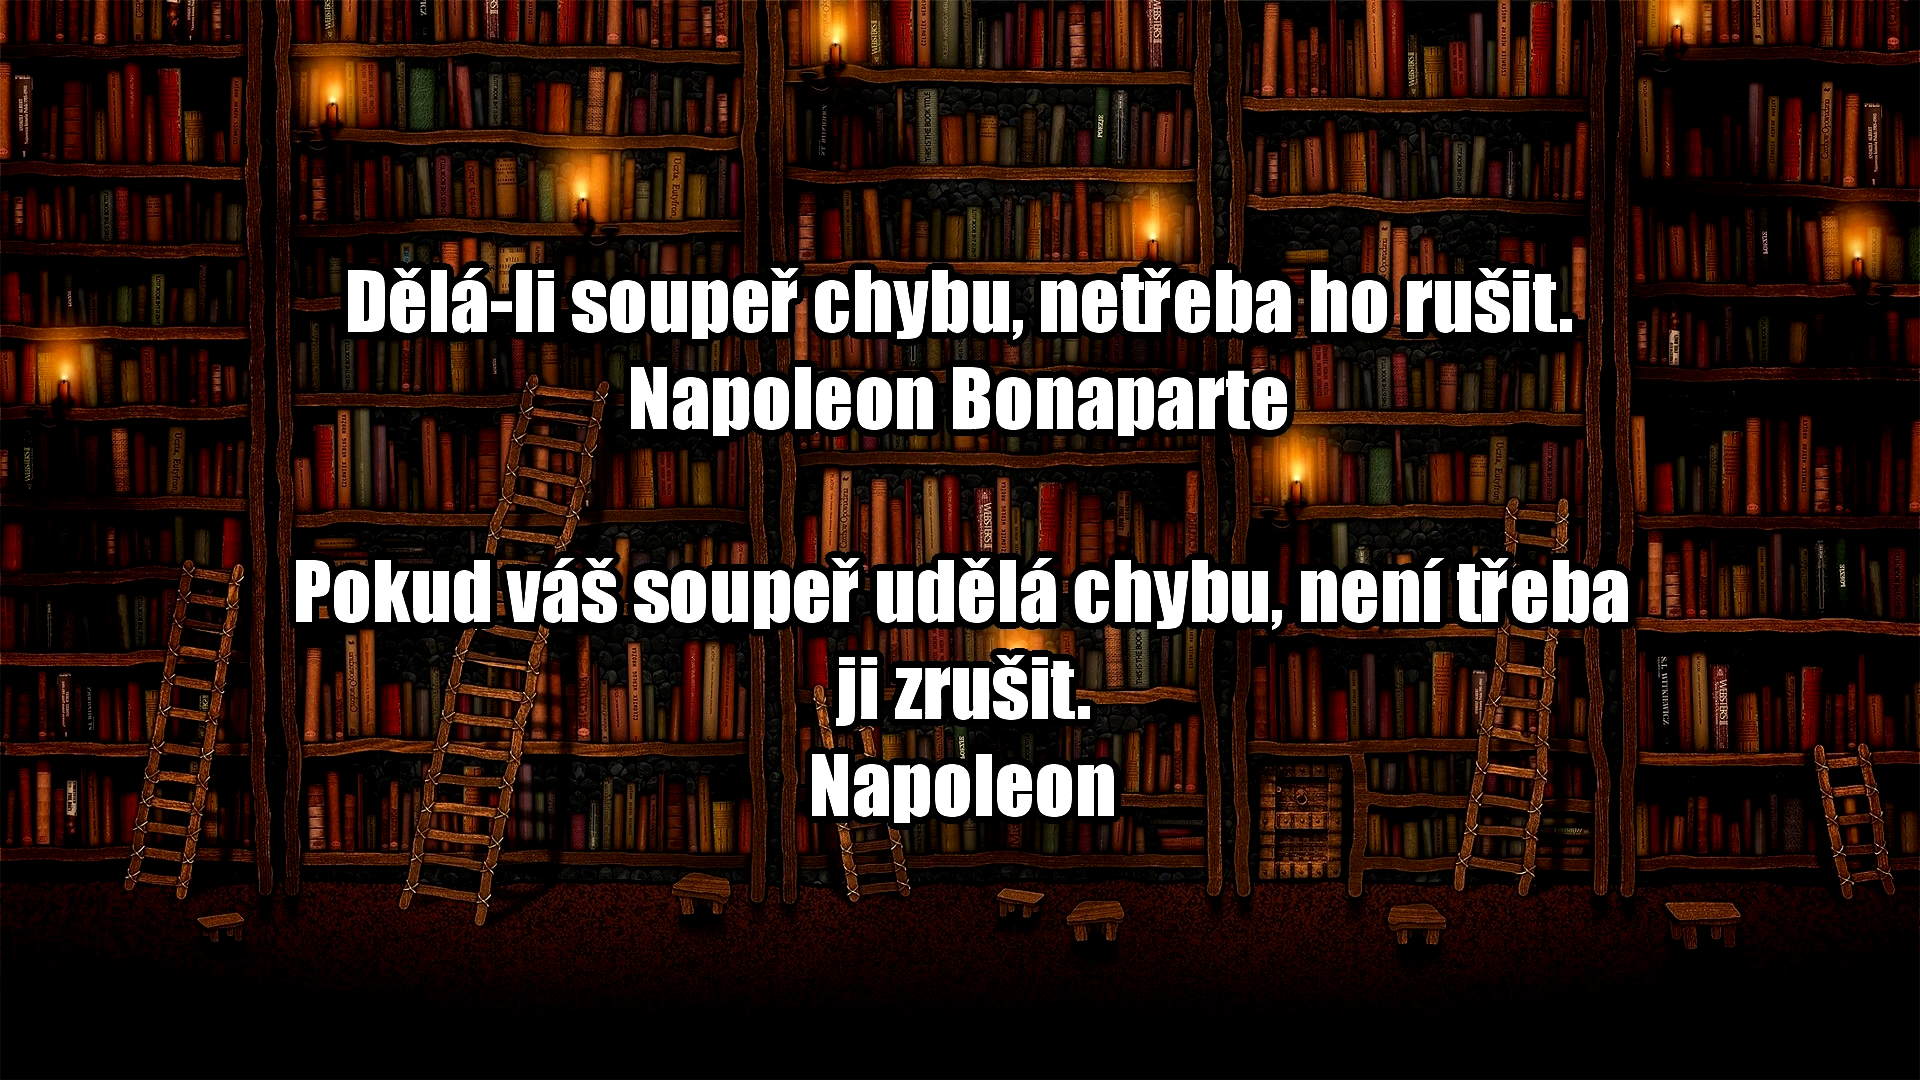 Dělá-li soupeř chybu, netřeba ho rušit.
Napoleon Bonaparte
Pokud váš soupeř udělá chybu, není třeba
ji zrušit.
Napoleon